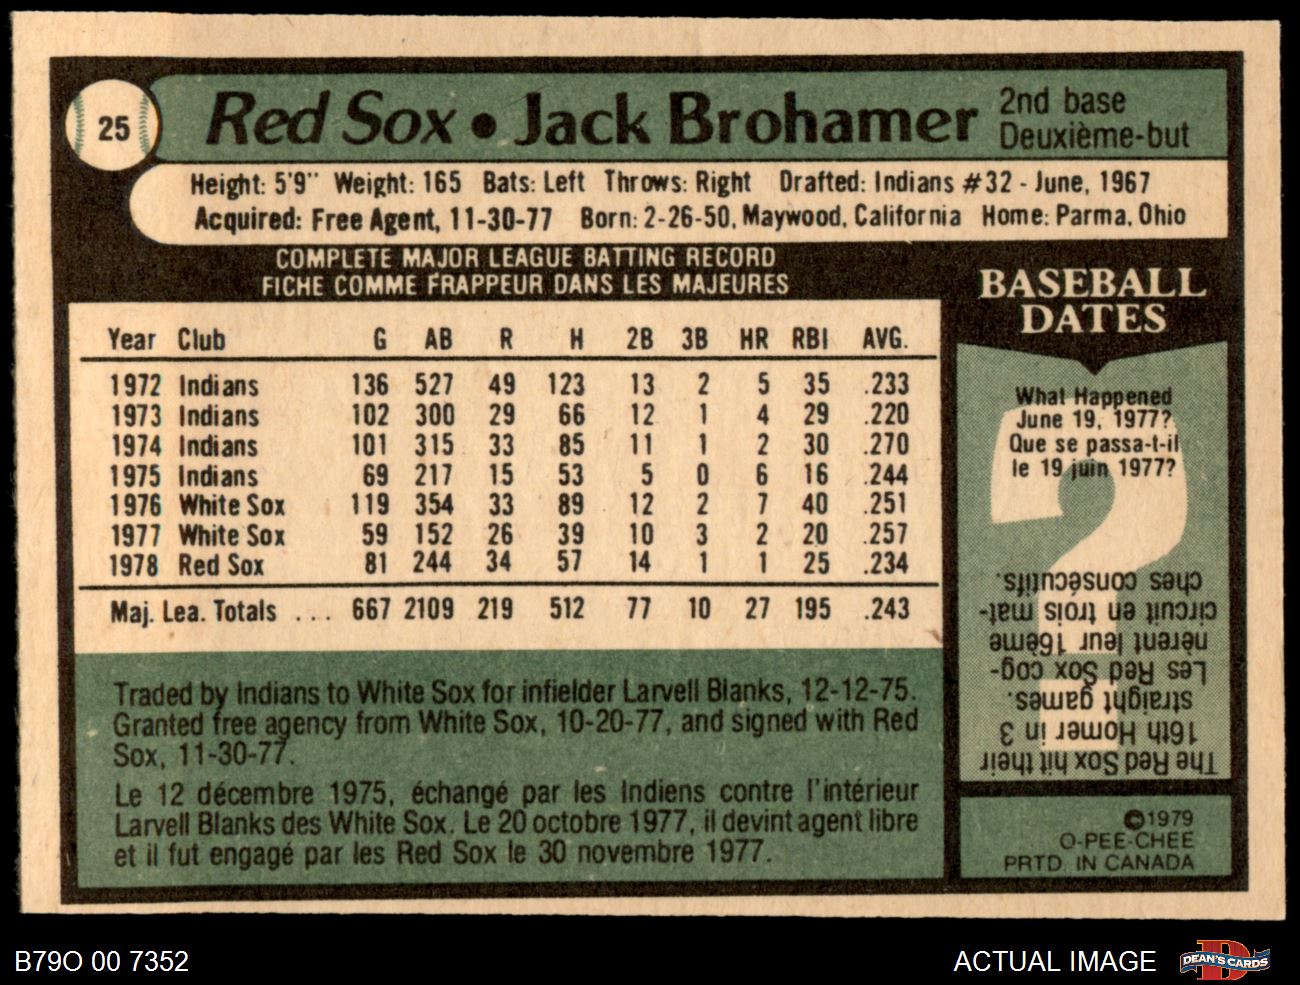 25
Red Sox • Jack Brohamer 2nd base
Deuxième-but
Height: 5'9" Weight: 165 Bats: Left Throws: Right Drafted: Indians #32 - June, 1967
Acquired: Free Agent, 11-30-77 Born: 2-26-50, Maywood, California Home: Parma, Ohio
COMPLETE MAJOR LEAGUE BATTING RECORD
FICHE COMME FRAPPEUR DANS LES MAJEURES
Year Club G AB R H 2B 3B HR RBI AVG.
1972 Indians 136 527 49 123 13 2 5 35 .233
1973 Indians 102 300 29 66 12 1 4 29 .220
1974 Indians 101 315 33 85 11 1 2 30 .270
1975 Indians 69 217 15 53 5 0 6 16 .244
1976 White Sox 119 354 33 89 12 2 7 40 .251
1977 White Sox 59 152 26 39 10 3 2 20 .257
1978 Red Sox 81 244 34 57 14 1 1 25 .234
Maj. Lea. Totals ... 667 2109 219 512 77 10 27 195 .243
Traded by Indians to White Sox for infielder Larvell Blanks, 12-12-75.
Granted free agency from White Sox, 10-20-77, and signed with Red
Sox, 11-30-77.
Le 12 décembre 1975, échangé par les Indiens contre l'intérieur
Larvell Blanks des White Sox. Le 20 octobre 1977, il devint agent libre
et il fut engagé par les Red Sox le 30 novembre 1977.
BASEBALL
DATES
What Happened
June 19, 1977?
Que se passa-t-il
le 19 juin 1977?
The Red Sox hit their
16th Homer in 3
straight games.
Les Red Sox cog-
nèrent leur 16ème
circuit en trois mat-
ches consécutifs.
©1979
O-PEE-CHEE
PRTD. IN CANADA
B79O 00 7352
ACTUAL IMAGE
DEAN'S CARDS